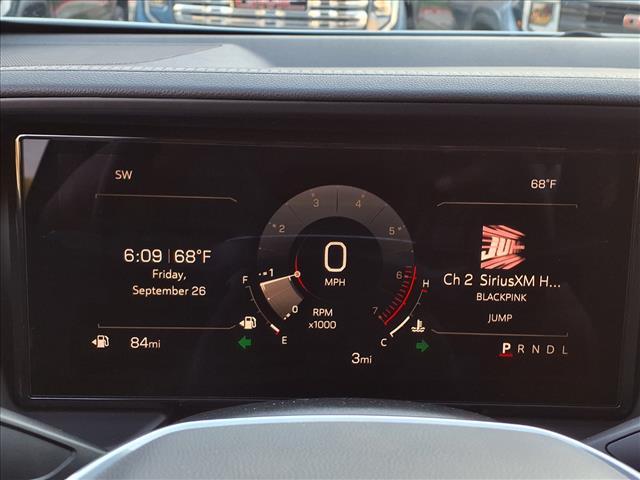 SW
68°F
6:09 | 68°F
Friday,
September 26
84mi
1 2 3 4 5 6 7
0
0
MPH
RPM
x1000
F
E
H
C
3mi
Ch 2 SiriusXM H...
BLACKPINK
JUMP
P R N D L